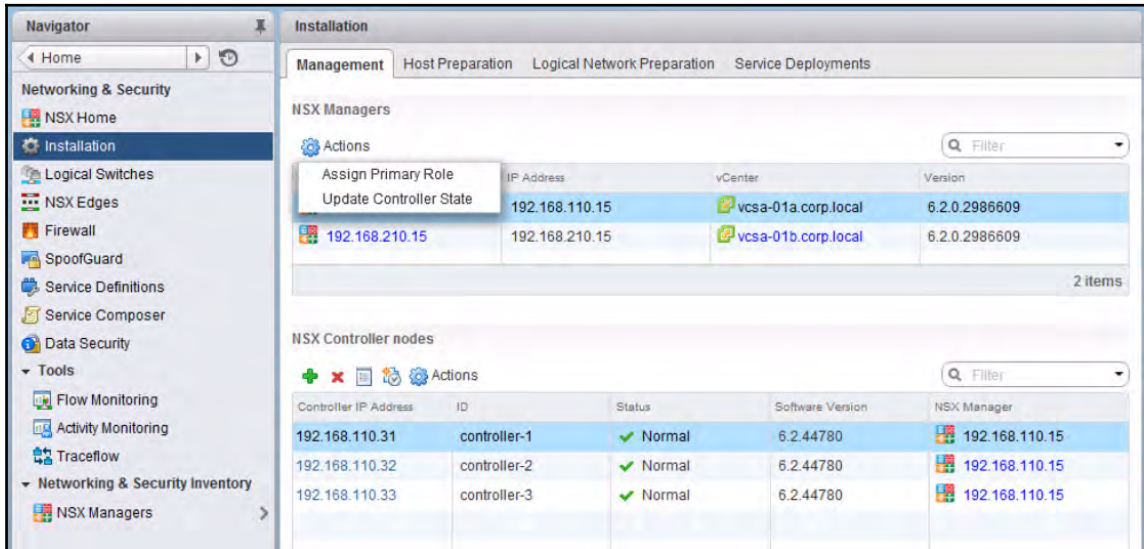 Navigator
Installation
Home
Management Host Preparation Logical Network Preparation Service Deployments
Networking & Security
NSX Home
Installation
Logical Switches
NSX Edges
Firewall
SpoofGuard
Service Definitions
Service Composer
Data Security
Tools
Flow Monitoring
Activity Monitoring
Traceflow
Networking & Security Inventory
NSX Managers
NSX Managers
Actions
Filter
Assign Primary Role
Update Controller State
IP Address vCenter Version
192.168.110.15 vcsa-01a.corp.local 6.2.0.2986609
192.168.210.15 192.168.210.15 vcsa-01b.corp.local 6.2.0.2986609
2 items
NSX Controller nodes
Actions
Filter
Controller IP Address ID Status Software Version NSX Manager
192.168.110.31 controller-1 Normal 6.2.44780 192.168.110.15
192.168.110.32 controller-2 Normal 6.2.44780 192.168.110.15
192.168.110.33 controller-3 Normal 6.2.44780 192.168.110.15